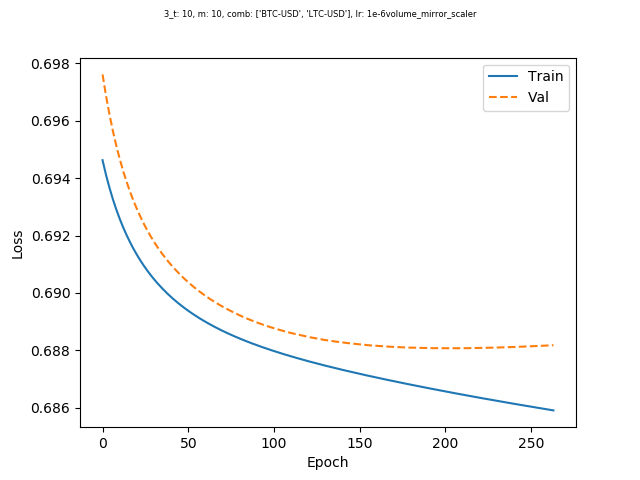 3_t: 10, m: 10, comb: ['BTC-USD', 'LTC-USD'], lr: 1e-6volume_mirror_scaler
0.698
0.696
0.694
0.692
0.690
0.688
0.686
Loss
Train
Val
0 50 100 150 200 250
Epoch